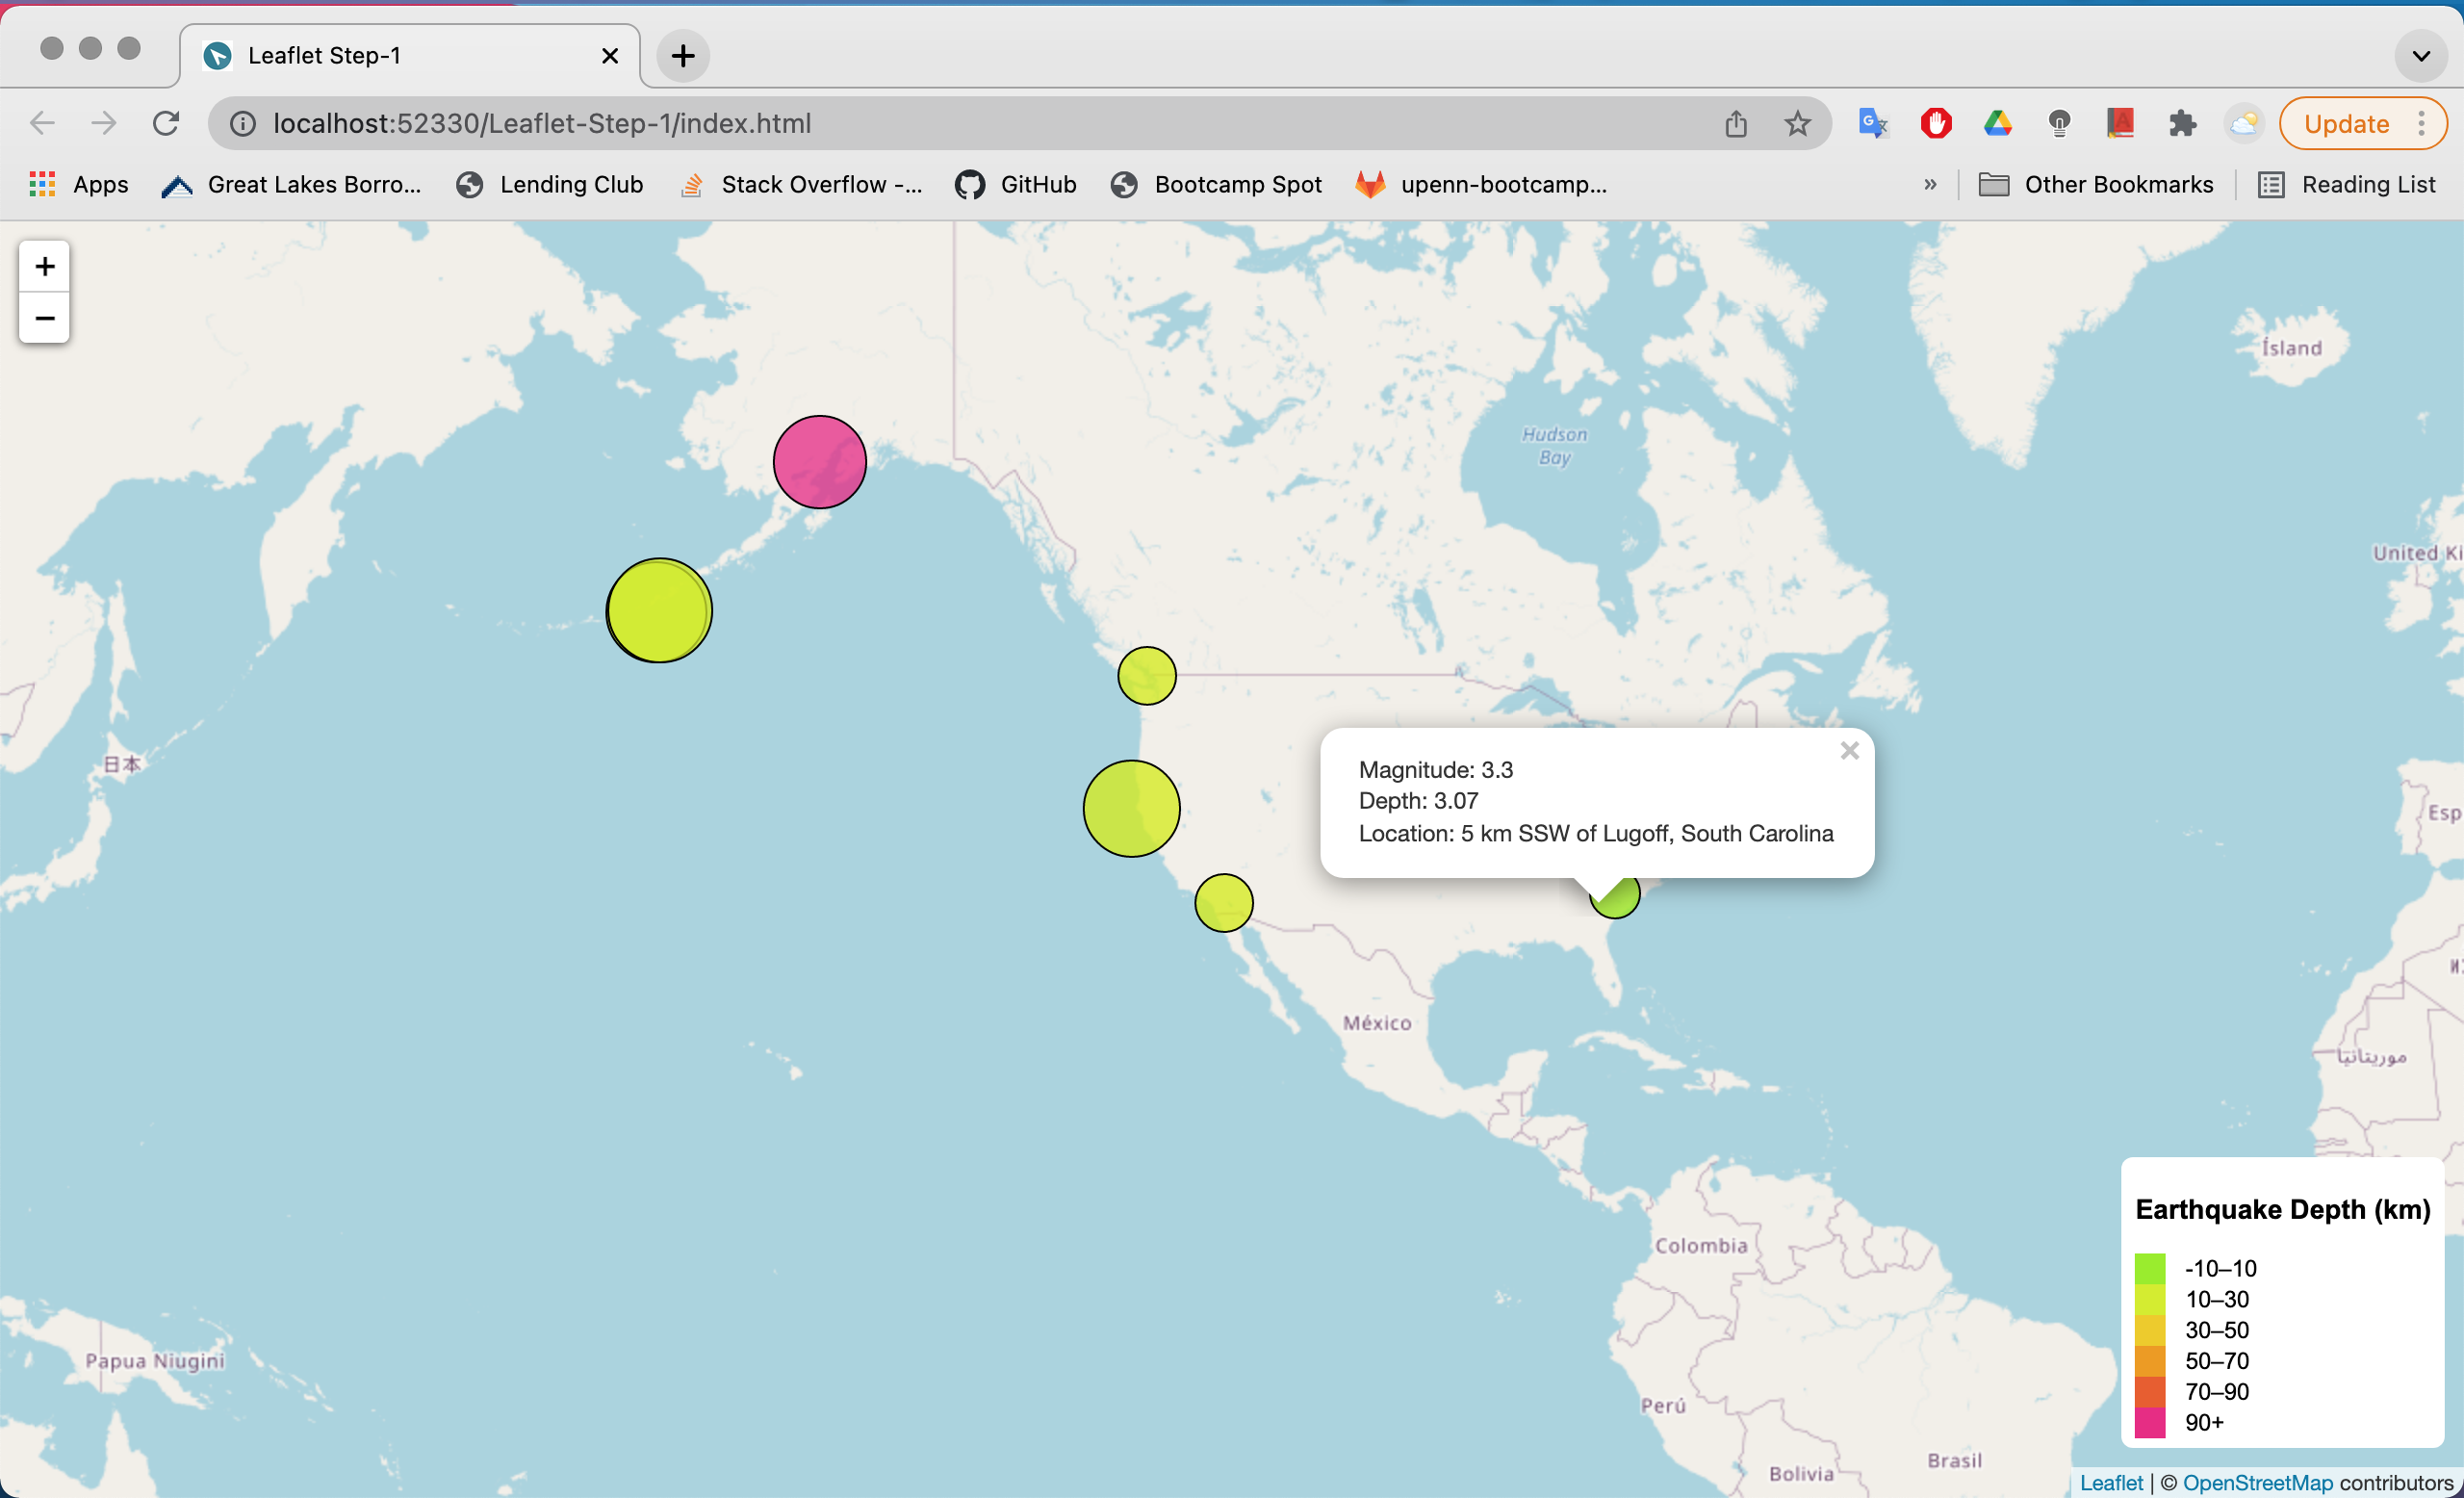 Leaflet Step-1
localhost:52330/Leaflet-Step-1/index.html
Update
Apps
Great Lakes Borro...
Lending Club
Stack Overflow -...
GitHub
Bootcamp Spot
upenn-bootcamp...
»
Other Bookmarks
Reading List
+
−
Ísland
Hudson
Bay
United Ki
日本
Magnitude: 3.3
Depth: 3.07
Location: 5 km SSW of Lugoff, South Carolina
×
Esp
México
موريتانيا
Earthquake Depth (km)
-10–10
10–30
30–50
50–70
70–90
90+
Colombia
Papua Niugini
Perú
Brasil
Bolivia
Leaflet | © OpenStreetMap contributors